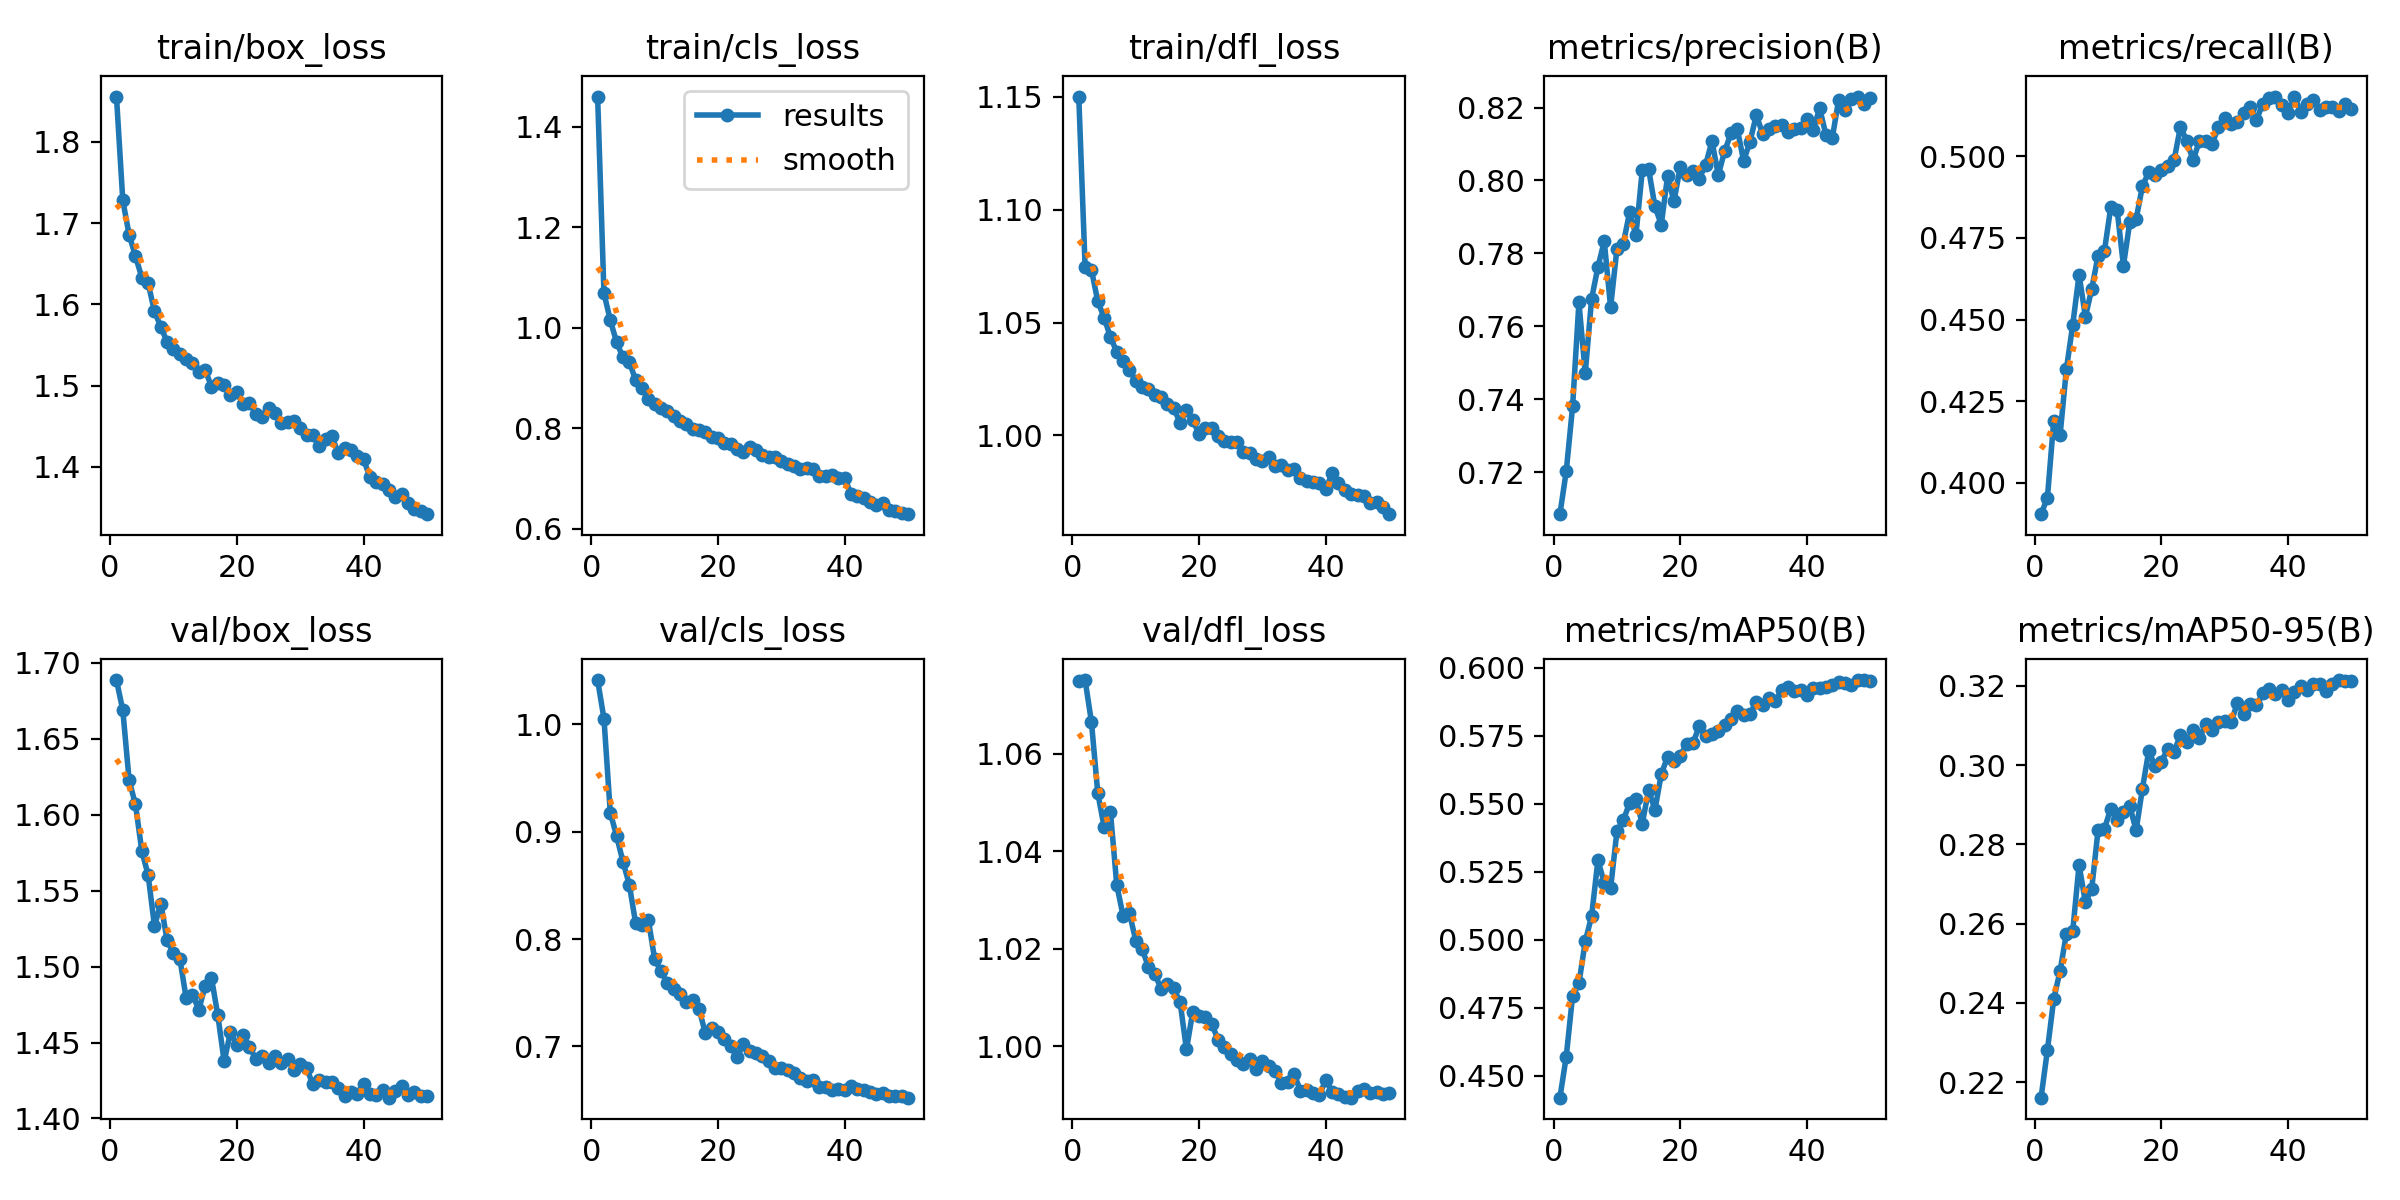 train/box_loss
1.8
1.7
1.6
1.5
1.4
0 20 40
train/cls_loss
results
smooth
1.4
1.2
1.0
0.8
0.6
0 20 40
train/dfl_loss
1.15
1.10
1.05
1.00
0 20 40
metrics/precision(B)
0.82
0.80
0.78
0.76
0.74
0.72
0 20 40
metrics/recall(B)
0.500
0.475
0.450
0.425
0.400
0 20 40
val/box_loss
1.70
1.65
1.60
1.55
1.50
1.45
1.40
0 20 40
val/cls_loss
1.0
0.9
0.8
0.7
0 20 40
val/dfl_loss
1.06
1.04
1.02
1.00
0 20 40
metrics/mAP50(B)
0.600
0.575
0.550
0.525
0.500
0.475
0.450
0 20 40
metrics/mAP50-95(B)
0.32
0.30
0.28
0.26
0.24
0.22
0 20 40